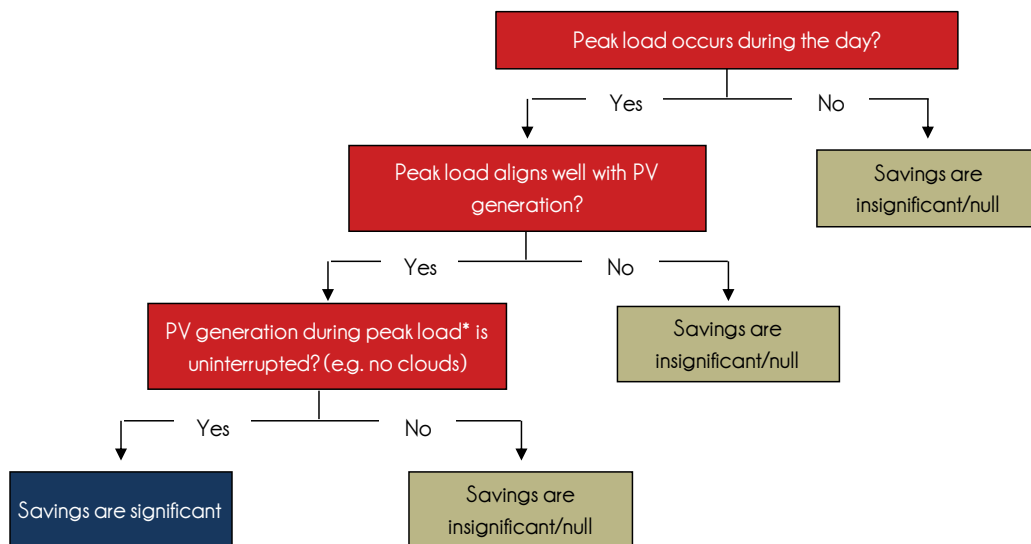 Peak load occurs during the day?
Yes
No
Peak load aligns well with PV
generation?
Savings are
insignificant/null
Yes
No
PV generation during peak load* is
uninterrupted? (e.g. no clouds)
Savings are
insignificant/null
Yes
No
Savings are significant
Savings are
insignificant/null